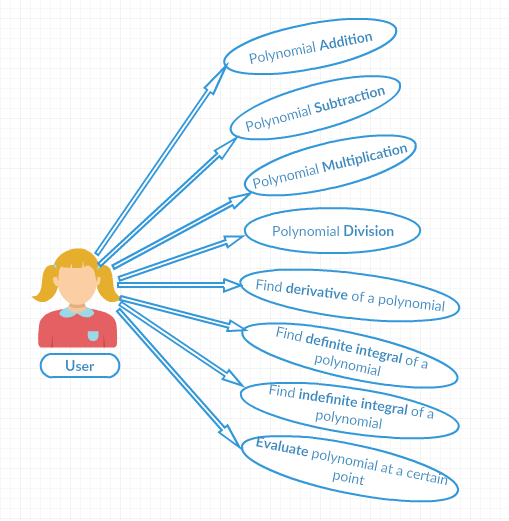 Polynomial Addition
Polynomial Subtraction
Polynomial Multiplication
Polynomial Division
Find derivative of a polynomial
Find definite integral of a
polynomial
Find indefinite integral of a
polynomial
Evaluate polynomial at a certain
point
User